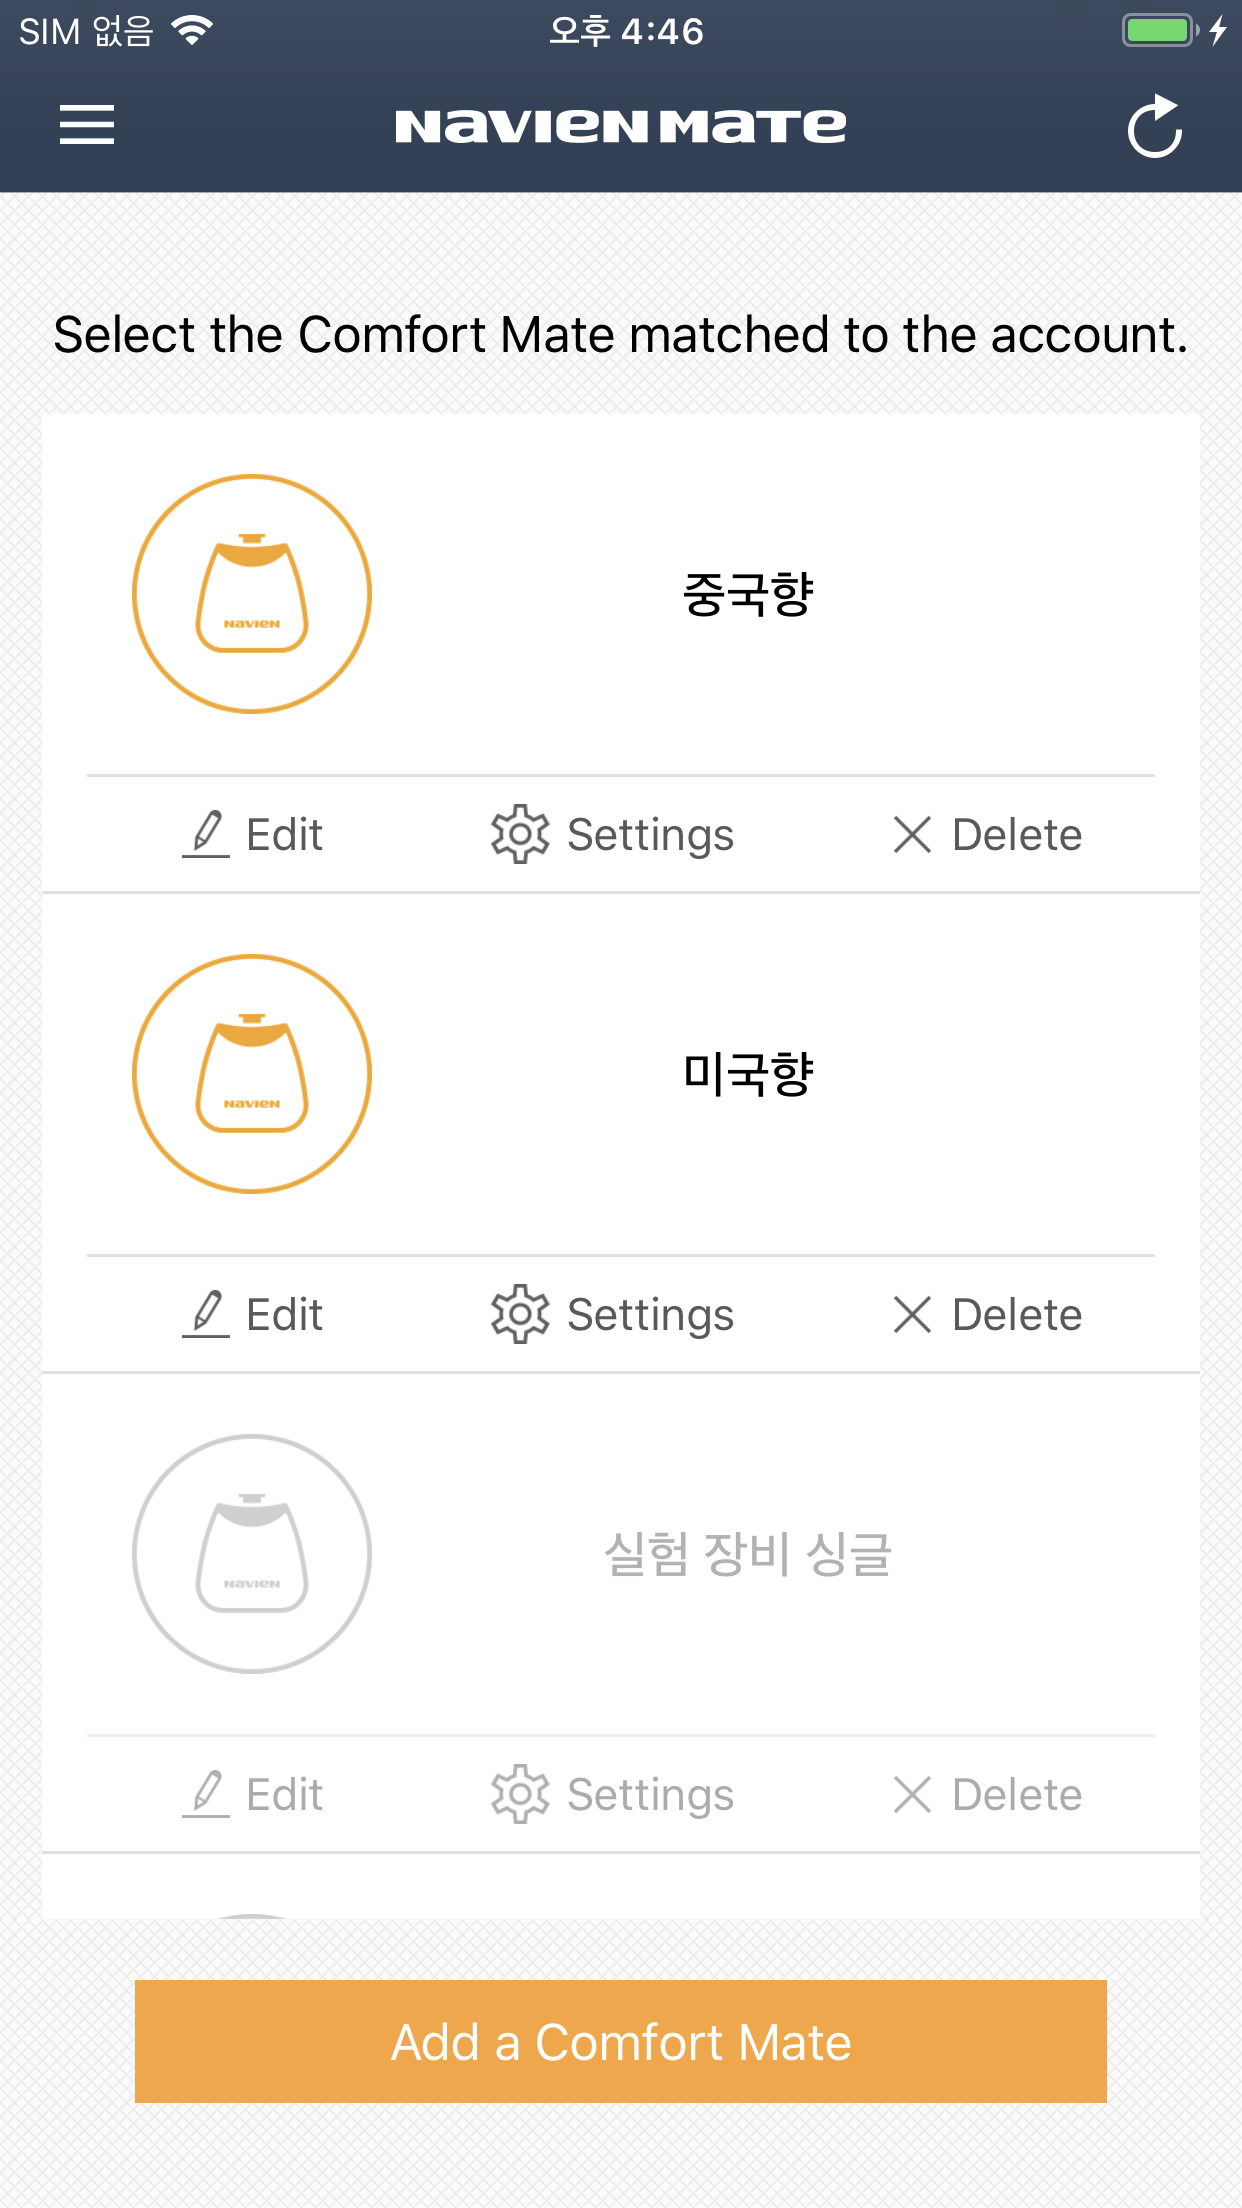 SIM 없음
오후 4:46
NAVIEN MATE
Select the Comfort Mate matched to the account.
NAVIEN
중국향
Edit
Settings
Delete
NAVIEN
미국향
Edit
Settings
Delete
NAVIEN
실험 장비 싱글
Edit
Settings
Delete
Add a Comfort Mate